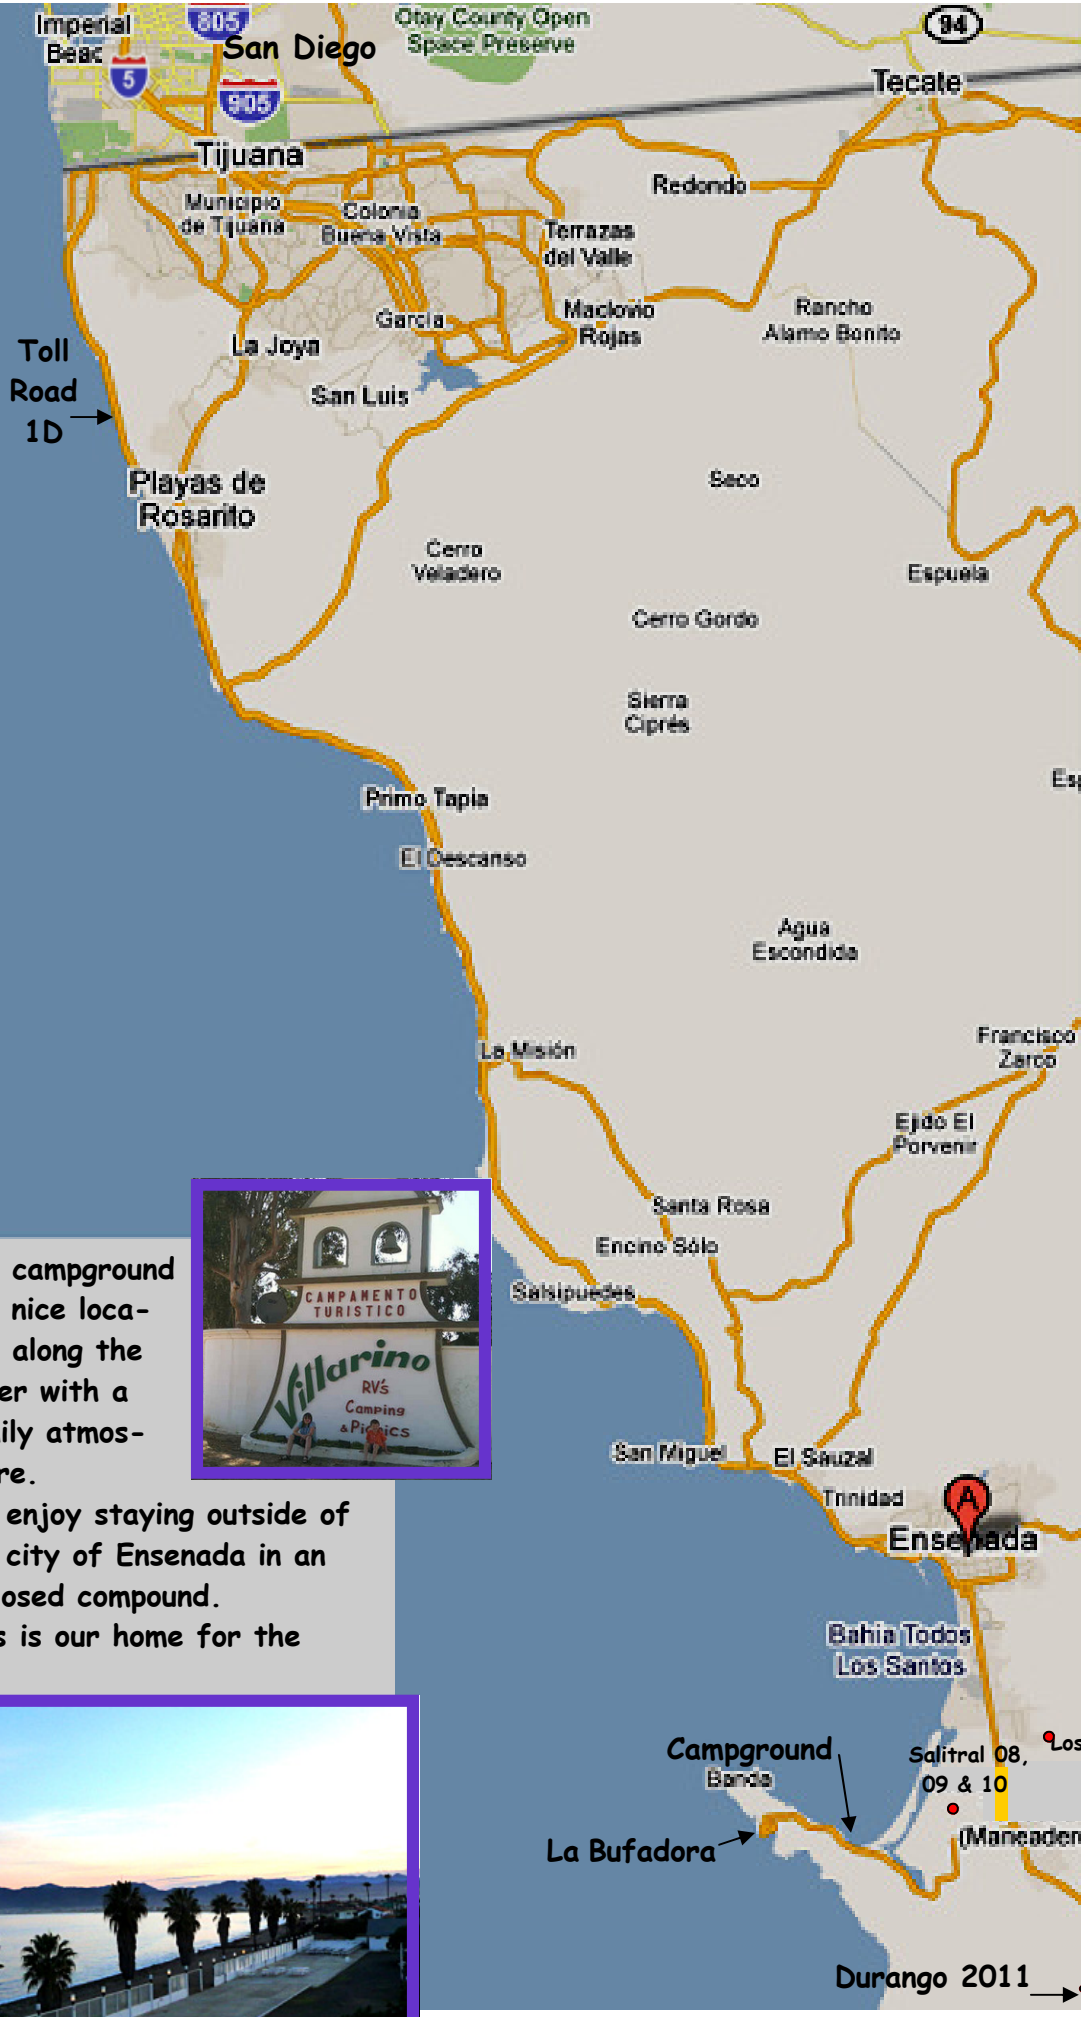 Imperial
Beac
5
805
905
San Diego
Otay County Open
Space Preserve
94
Tecate
Tijuana
Municipio
de Tijuana
Colonia
Buena Vista
Redondo
Terrazas
del Valle
Garcia
Maclovio
Rojas
Rancho
Alamo Bonito
Toll
Road
1D
La Joya
San Luis
Playas de
Rosarito
Seco
Cerro
Veladero
Espuela
Cerro Gordo
Sierra
Ciprés
Primo Tapia
Esp
El Descanso
Agua
Escondida
Francisco
Zarco
La Misión
Ejido El
Porvenir
Santa Rosa
Encino Sólo
Salsipuedes
campground
nice loca-
along the
er with a
ily atmos-
re.
enjoy staying outside of
city of Ensenada in an
osed compound.
s is our home for the
CAMPAMENTO
TURISTICO
Villarino
RV's
Camping
& Picnics
San Miguel
El Sauzal
Trinidad
A
Ensenada
Bahia Todos
Los Santos
Campground
Banda
Salitral 08,
09 & 10
Los
La Bufadora
(Maneader
Durango 2011